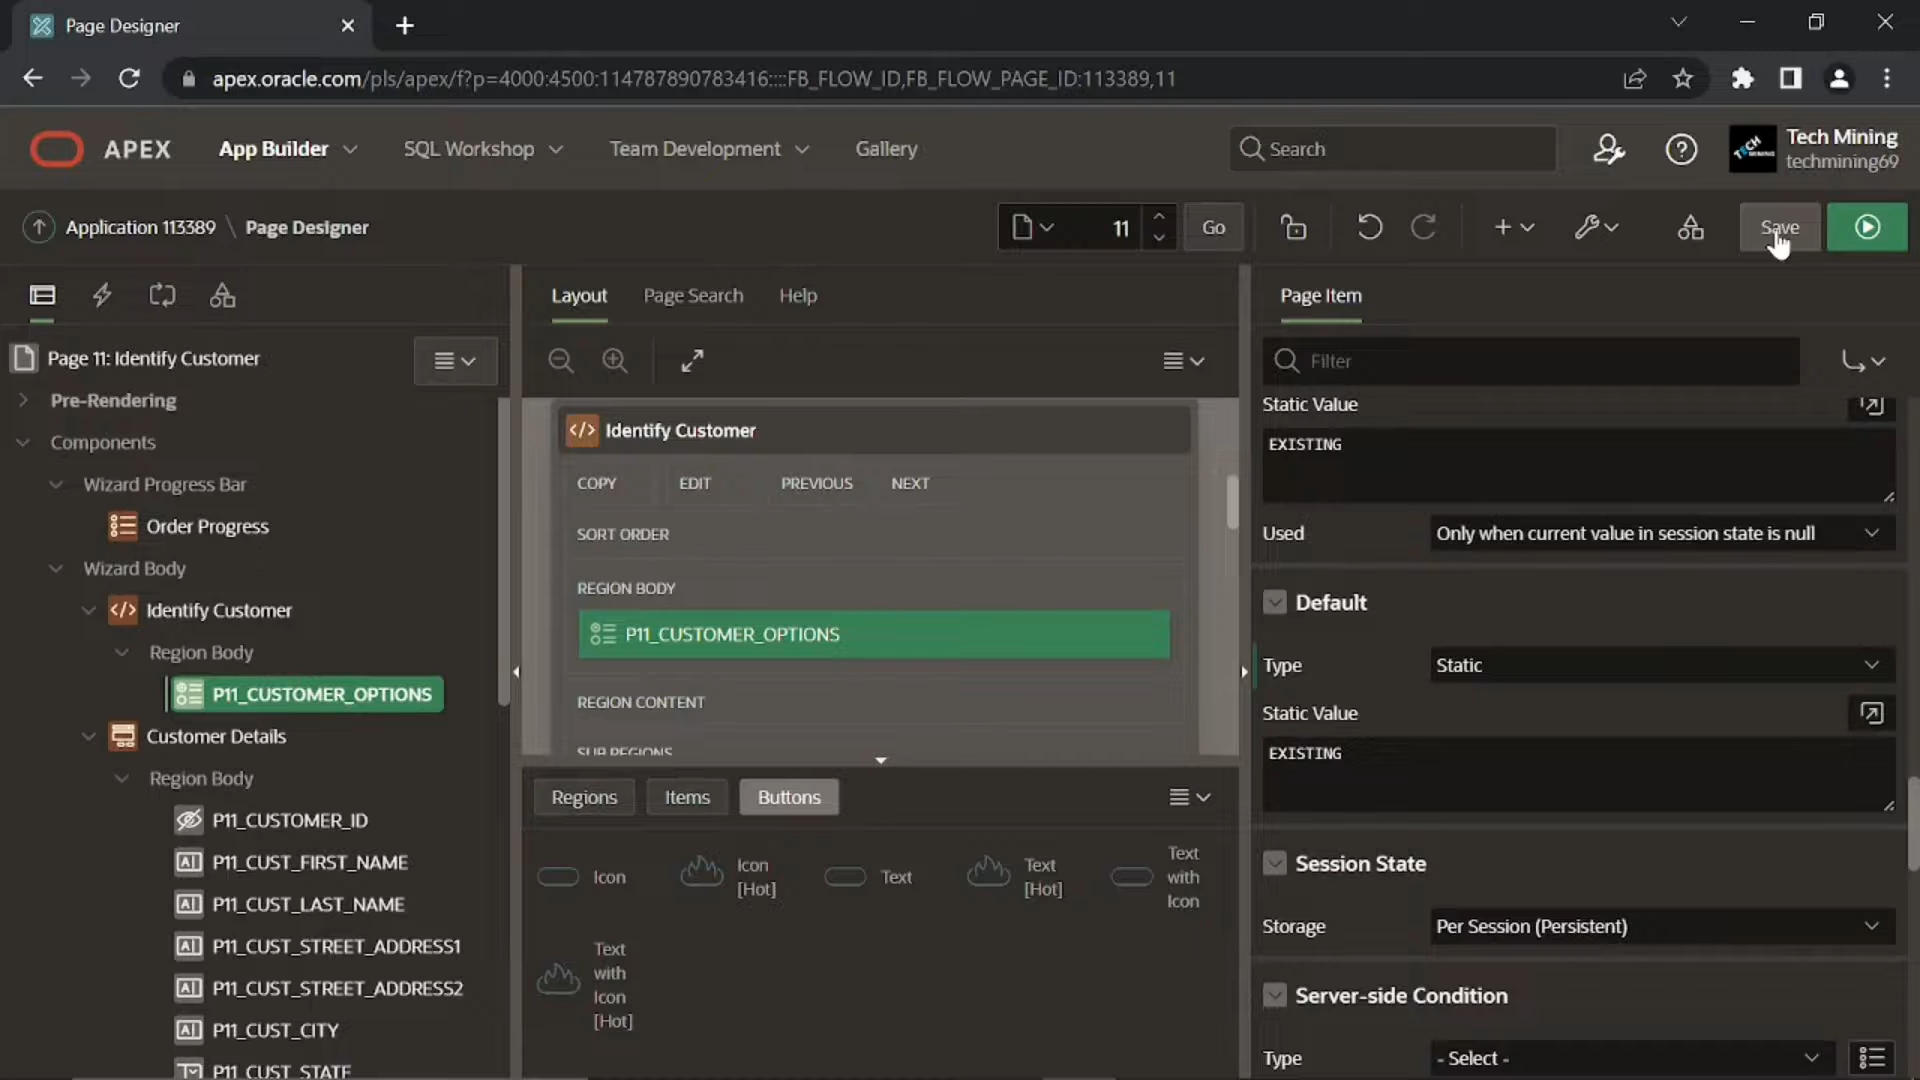 Page Designer
apex.oracle.com/pls/apex/f?p=4000:4500:114787890783416::::FB_FLOW_ID,FB_FLOW_PAGE_ID:113389,11
APEX
App Builder
SQL Workshop
Team Development
Gallery
Search
TECH MINING
Tech Mining
techmining69
Application 113389 \ Page Designer
11
Go
Save
Layout
Page Search
Help
Page Item
Page 11: Identify Customer
Pre-Rendering
Components
Wizard Progress Bar
Order Progress
Wizard Body
Identify Customer
Region Body
P11_CUSTOMER_OPTIONS
Customer Details
Region Body
P11_CUSTOMER_ID
P11_CUST_FIRST_NAME
P11_CUST_LAST_NAME
P11_CUST_STREET_ADDRESS1
P11_CUST_STREET_ADDRESS2
P11_CUST_CITY
P11_CUST_STATE
Identify Customer
COPY
EDIT
PREVIOUS
NEXT
SORT ORDER
REGION BODY
P11_CUSTOMER_OPTIONS
REGION CONTENT
SUB REGIONS
Regions
Items
Buttons
Icon
Icon
[Hot]
Text
Text
[Hot]
Text
with
Icon
Text
with
Icon
[Hot]
Filter
Static Value
EXISTING
Used
Only when current value in session state is null
Default
Type
Static
Static Value
EXISTING
Session State
Storage
Per Session (Persistent)
Server-side Condition
Type
- Select -